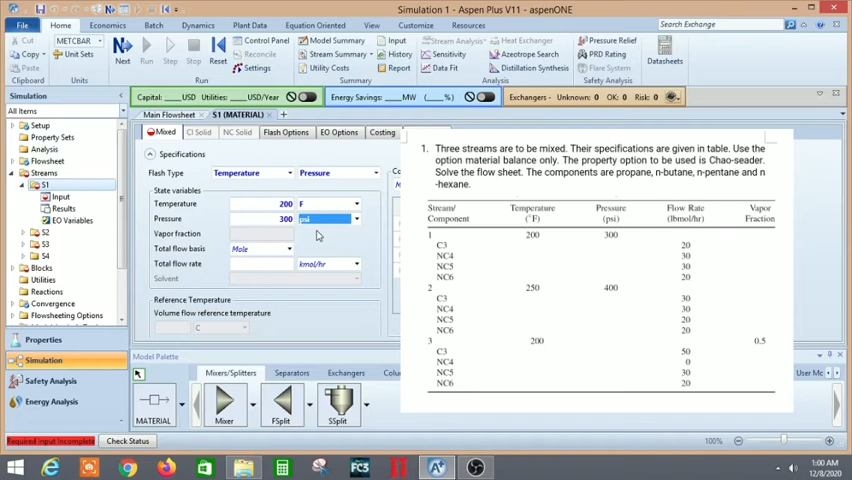 Simulation 1 - Aspen Plus V11 - aspenONE
File Home Economics Batch Dynamics Plant Data Equation Oriented View Customize Resources Search Exchange
Cut METCBAR Control Panel Model Summary Input Stream Analysis Heat Exchanger Pressure Relief
Copy Unit Sets Next Run Step Stop Reset Reconcile Stream Summary History Sensitivity Azeotrope Search PRD Rating Datasheets
Paste Settings Utility Costs Report Data Fit Distillation Synthesis Flare System
Clipboard Units Run Summary Analysis Safety Analysis
Simulation
Capital: ____USD Utilities: ____USD/Year Energy Savings: ____MW (____%) Exchangers - Unknown: 0 OK: 0 Risk: 0
All Items
Main Flowsheet S1 (MATERIAL)
Setup
Property Sets
Analysis
Flowsheet
Streams
S1
Input
Results
EO Variables
S2
S3
S4
Blocks
Utilities
Reactions
Convergence
Flowsheeting Options
Properties
Simulation
Safety Analysis
Energy Analysis
Mixed CI Solid NC Solid Flash Options EO Options Costing
Specifications
Flash Type Temperature Pressure
State variables
Temperature 200 F
Pressure 300 psi
Vapor fraction
Total flow basis Mole
Total flow rate kmol/hr
Solvent
Reference Temperature
Volume flow reference temperature
C
1. Three streams are to be mixed. Their specifications are given in table. Use the
option material balance only. The property option to be used is Chao-seader.
Solve the flow sheet. The components are propane, n-butane, n-pentane and n
-hexane.
Stream/ Temperature Pressure Flow Rate Vapor
Component (°F) (psi) (lbmol/hr) Fraction
1 200 300
C3 20
NC4 30
NC5 30
NC6 20
2 250 400
C3 30
NC4 30
NC5 20
NC6 20
3 200 0.5
C3 50
NC4 0
NC5 30
NC6 20
Model Palette
Mixers/Splitters Separators Exchangers User Mc
MATERIAL Mixer FSplit SSplit
Required Input Incomplete Check Status 100%
1:00 AM
12/8/2020
FC3